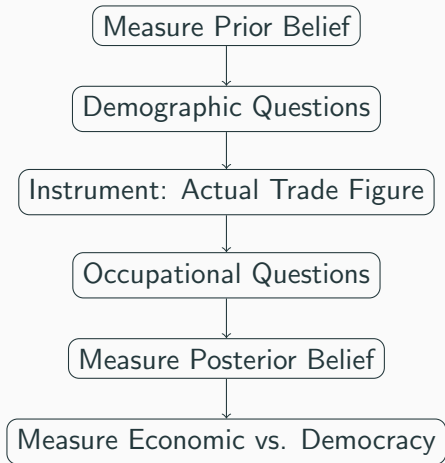 Measure Prior Belief
Demographic Questions
Instrument: Actual Trade Figure
Occupational Questions
Measure Posterior Belief
Measure Economic vs. Democracy